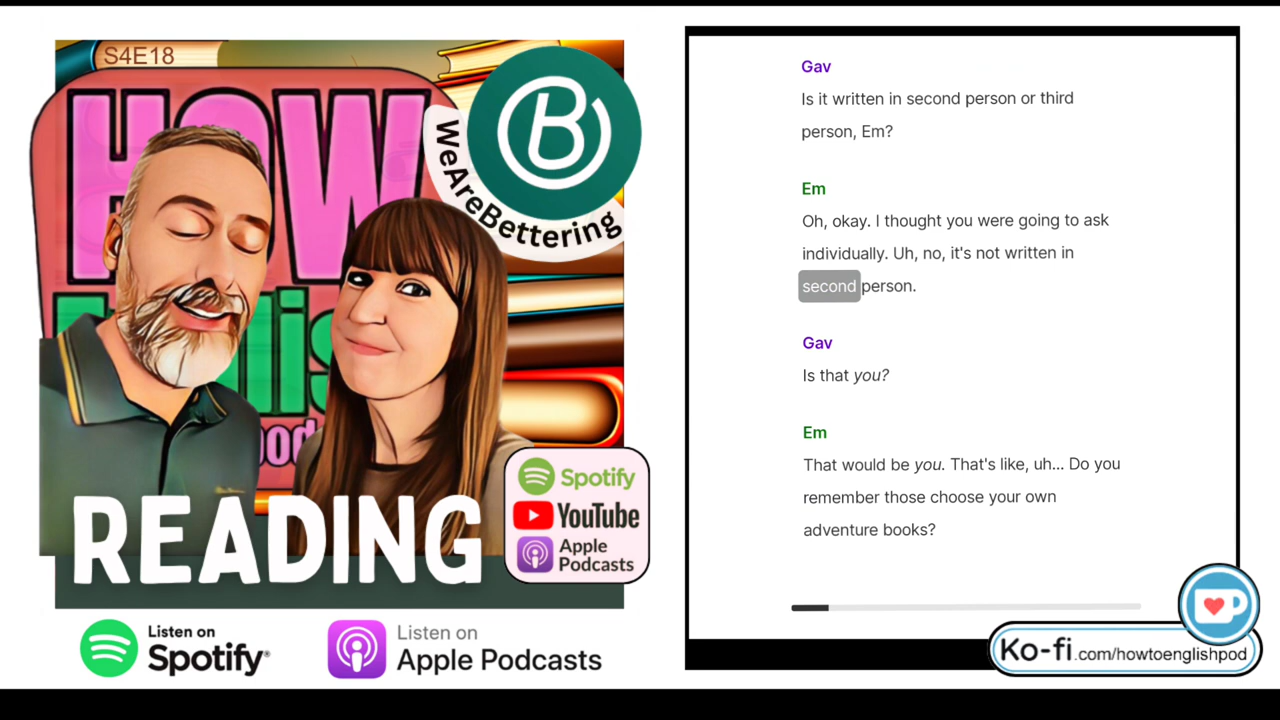 S4E18
HOW
WeAreBettering
B
READING
Spotify
YouTube
Apple
Podcasts
Listen on
Spotify
Listen on
Apple Podcasts
Gav
Is it written in second person or third
person, Em?
Em
Oh, okay. I thought you were going to ask
individually. Uh, no, it's not written in
second person.
Gav
Is that you?
Em
That would be you. That's like, uh... Do you
remember those choose your own
adventure books?
Ko-fi.com/howtoenglishpod